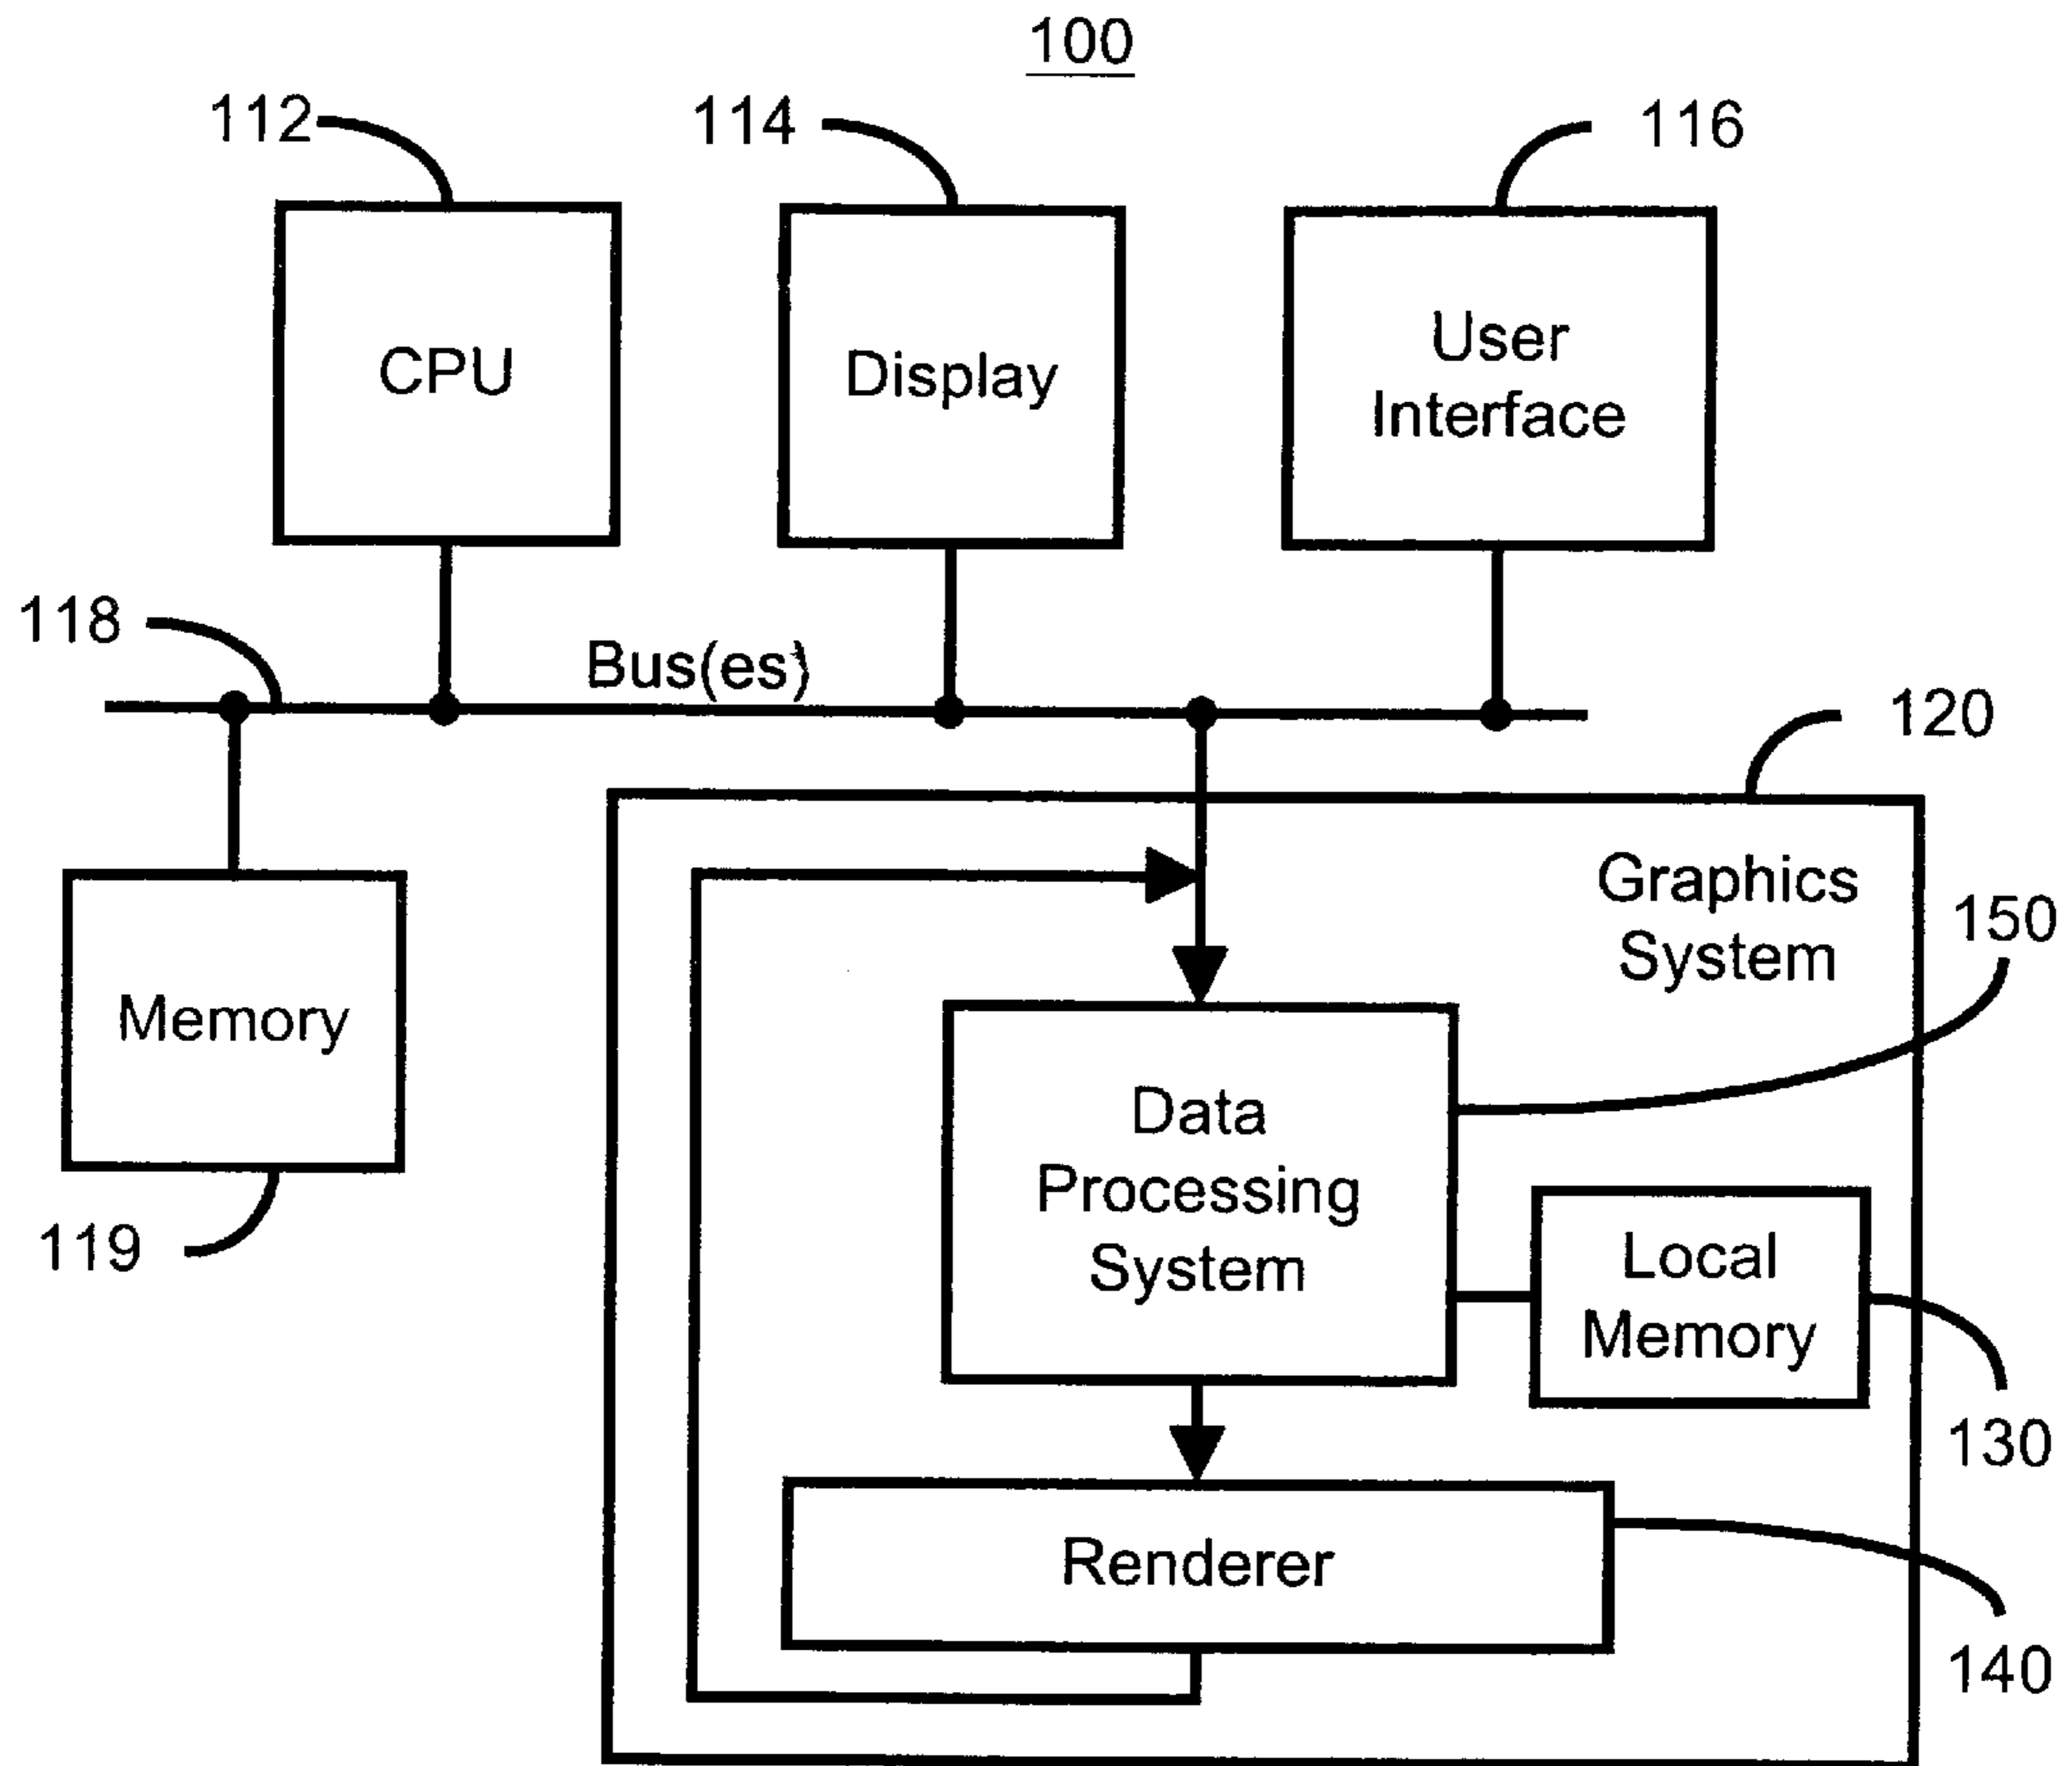 100
112
114
116
CPU
Display
User
Interface
118
Bus(es)
120
Graphics
System
150
Memory
119
Data
Processing
System
Local
Memory
130
Renderer
140